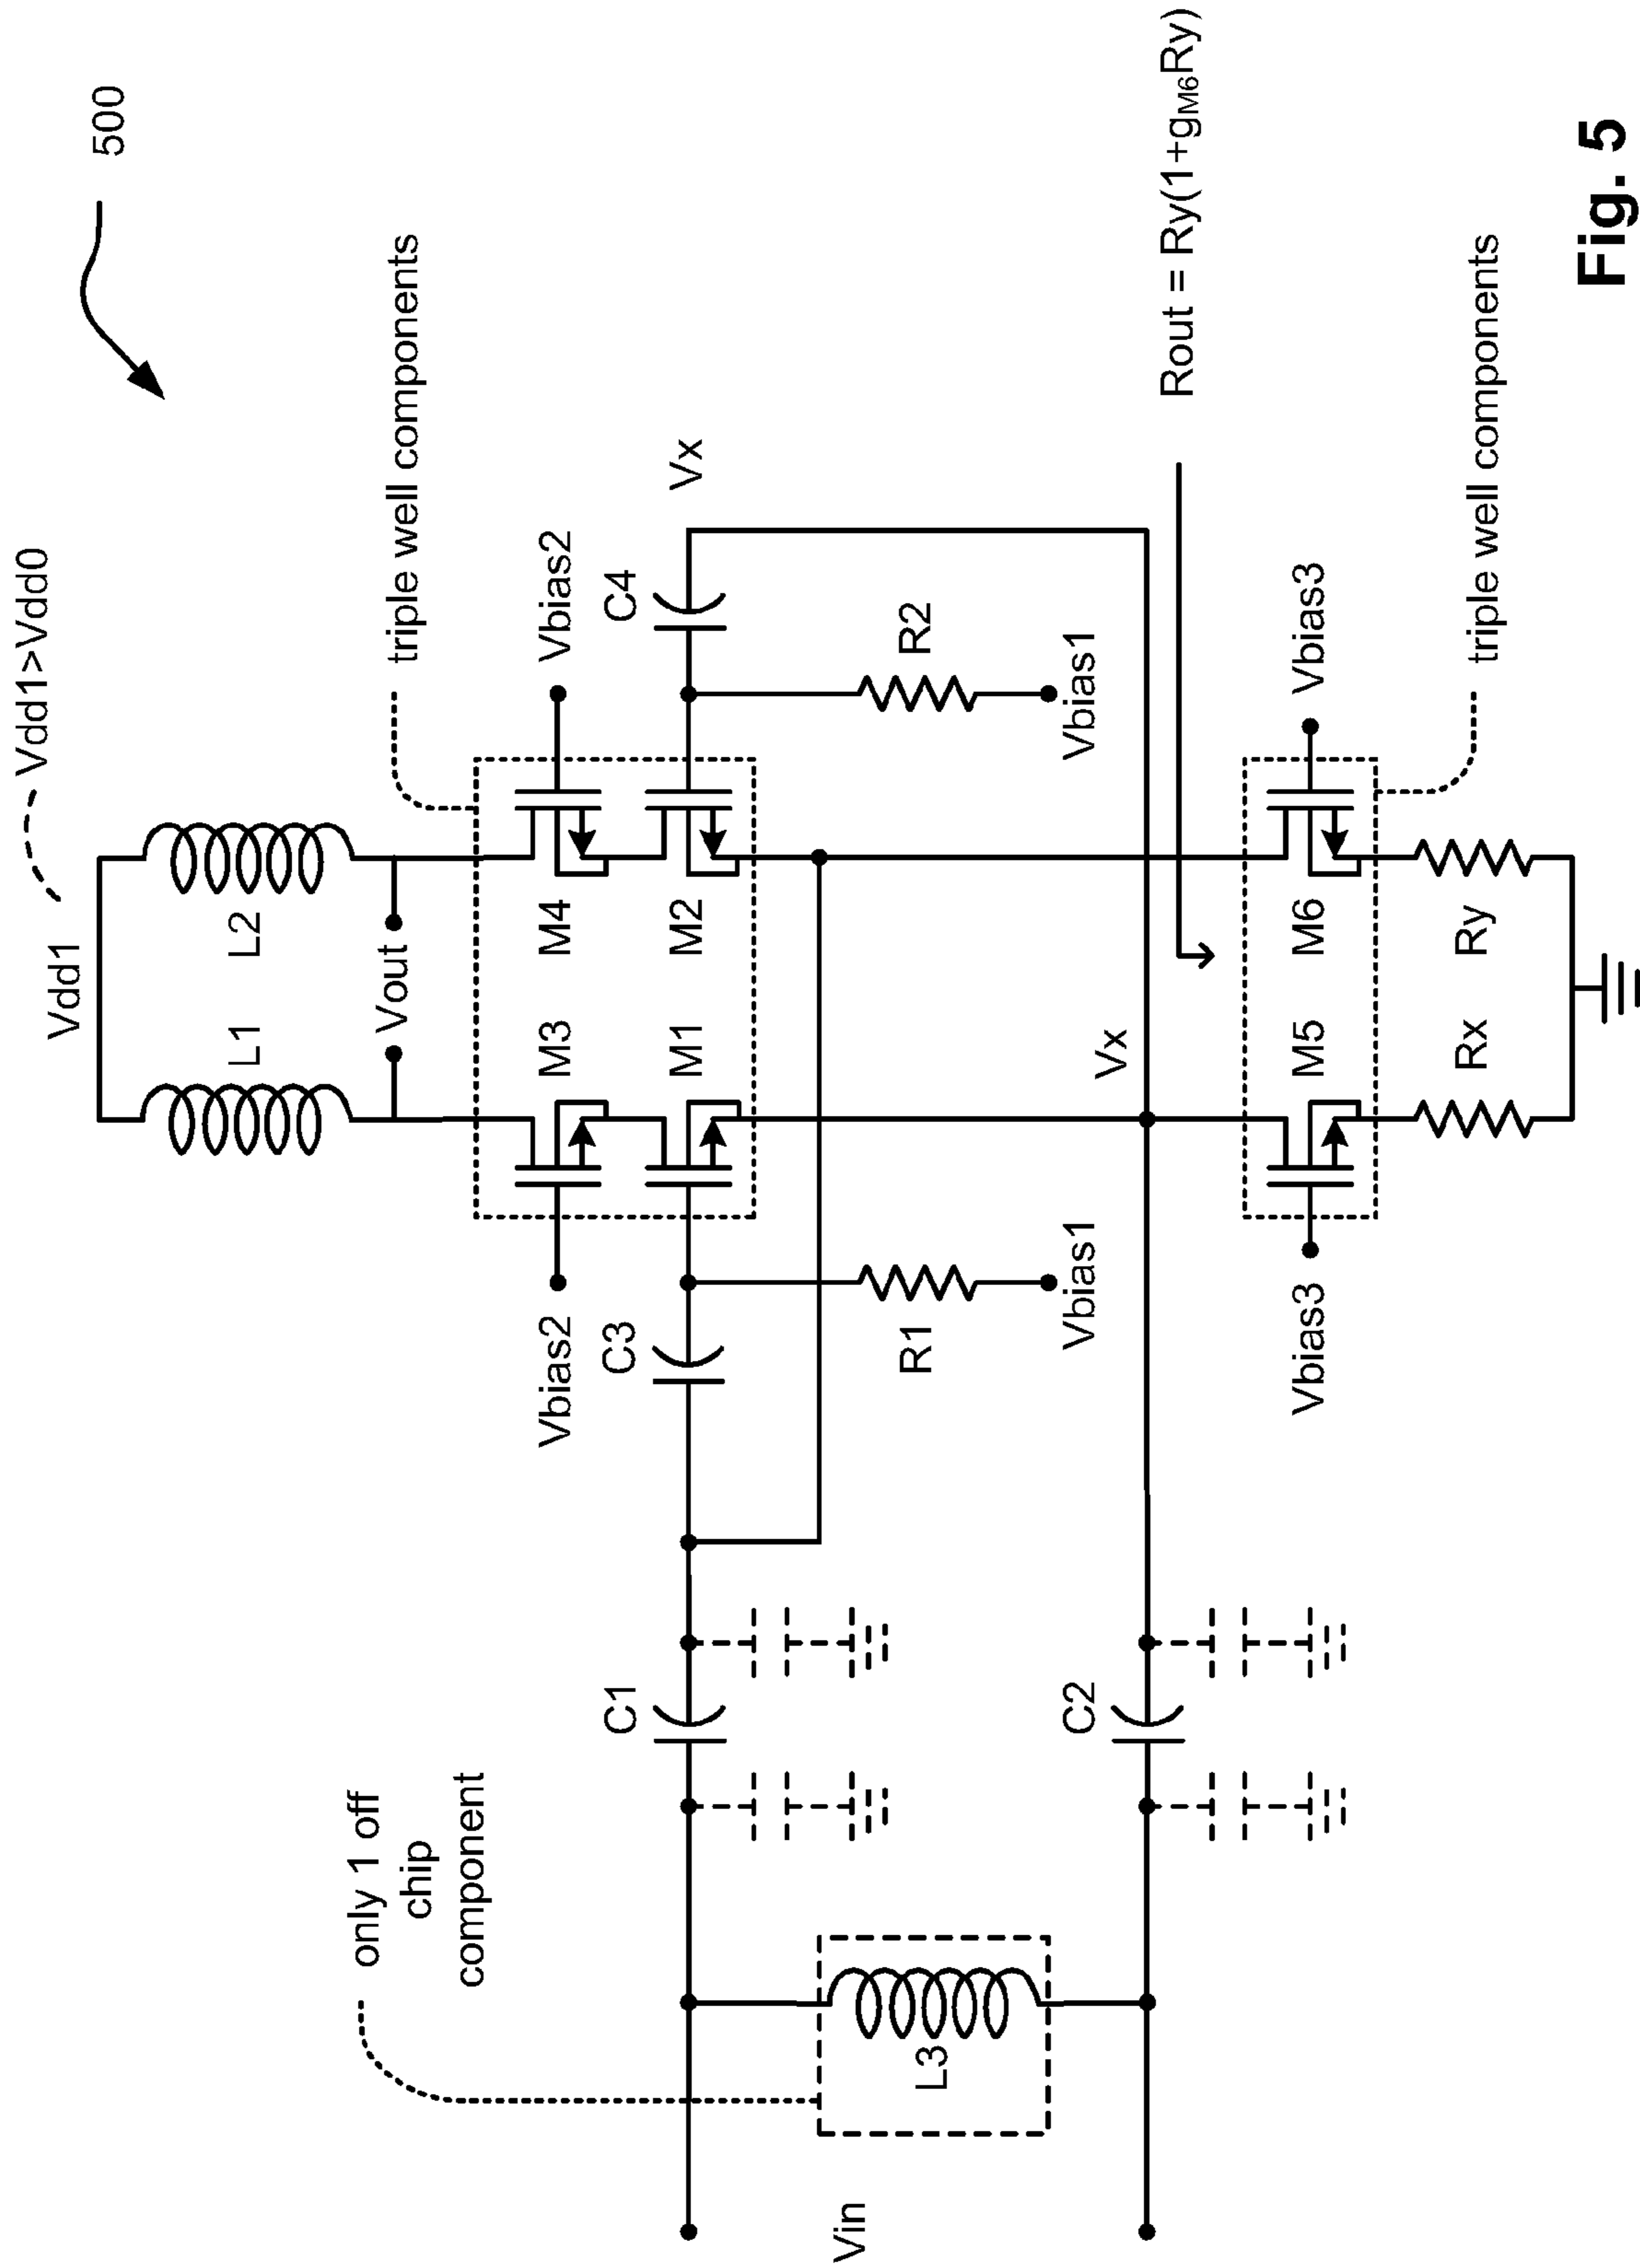 500
Vdd1>Vdd0
Vdd1
L1
L2
Vout
triple well components
only 1 off
chip
component
Vbias2
M3
M4
Vbias2
C1
C3
M1
M2
C4
Vx
Vin
L3
R1
R2
Vbias1
Vbias1
C2
Vx
Rout = Ry(1+gM6Ry)
Vbias3
M5
M6
Vbias3
Rx
Ry
triple well components
Fig. 5